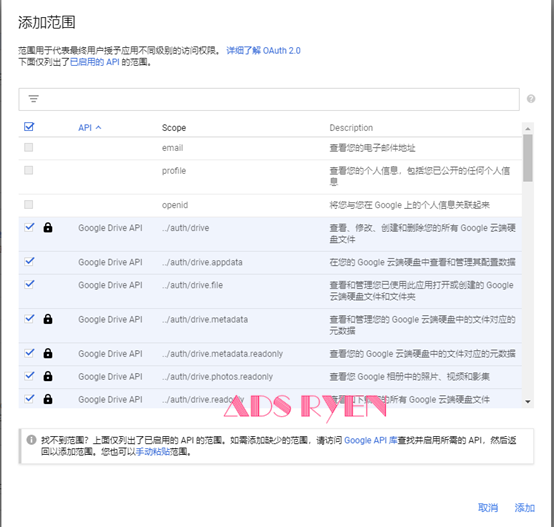 添加范围
范围用于代表最终用户授予应用不同级别的访问权限。 详细了解 OAuth 2.0
下面仅列出了已启用的 API 的范围。
API Scope Description
email 查看您的电子邮件地址
profile 查看您的个人信息，包括您已公开的任何个人信
息
openid 将您与您在 Google 上的个人信息关联起来
Google Drive API ../auth/drive 查看、修改、创建和删除您的所有 Google 云端硬
盘文件
Google Drive API ../auth/drive.appdata 在您的 Google 云端硬盘中查看和管理其配置数据
Google Drive API ../auth/drive.file 查看和管理您已使用此应用打开或创建的 Google
云端硬盘文件和文件夹
Google Drive API ../auth/drive.metadata 查看和管理您的 Google 云端硬盘中的文件对应的
元数据
Google Drive API ../auth/drive.metadata.readonly 查看您的 Google 云端硬盘中的文件对应的元数据
Google Drive API ../auth/drive.photos.readonly 查看您 Google 相册中的照片、视频和影集
Google Drive API ../auth/drive.readonly 查看和下载您的所有 Google 云端硬盘文件
ADS RYEN
找不到范围？上面仅列出了已启用的 API 的范围。如需添加缺少的范围，请访问 Google API 库查找并启用所需的 API，然后返
回以添加范围。您也可以手动粘贴范围。
取消 添加